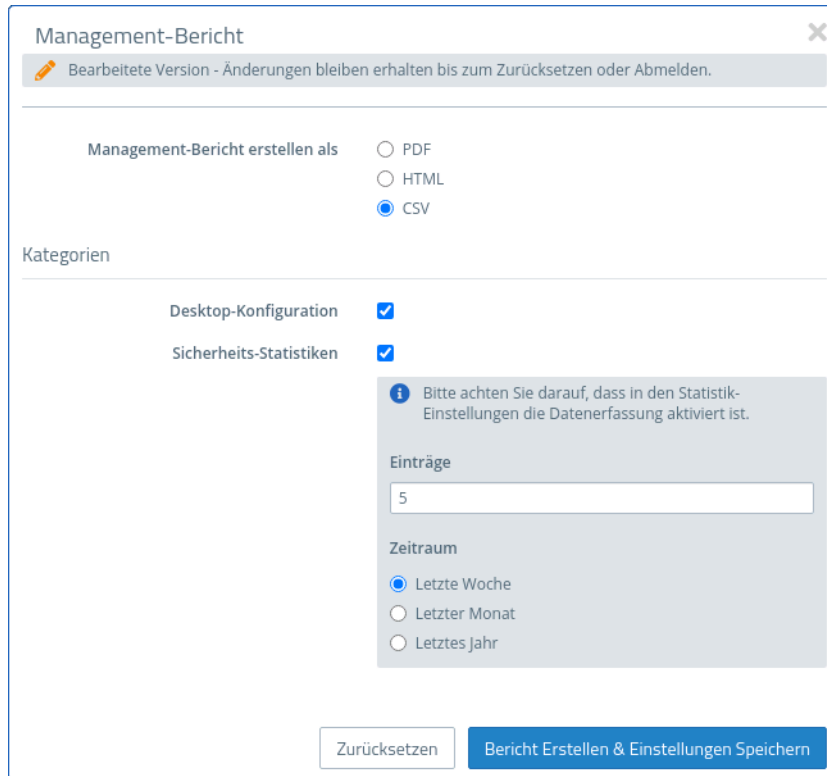 Management-Bericht
Bearbeitete Version - Änderungen bleiben erhalten bis zum Zurücksetzen oder Abmelden.
Management-Bericht erstellen als
PDF
HTML
CSV
Kategorien
Desktop-Konfiguration
Sicherheits-Statistiken
Bitte achten Sie darauf, dass in den Statistik-
Einstellungen die Datenerfassung aktiviert ist.
Einträge
5
Zeitraum
Letzte Woche
Letzter Monat
Letztes Jahr
Zurücksetzen
Bericht Erstellen & Einstellungen Speichern